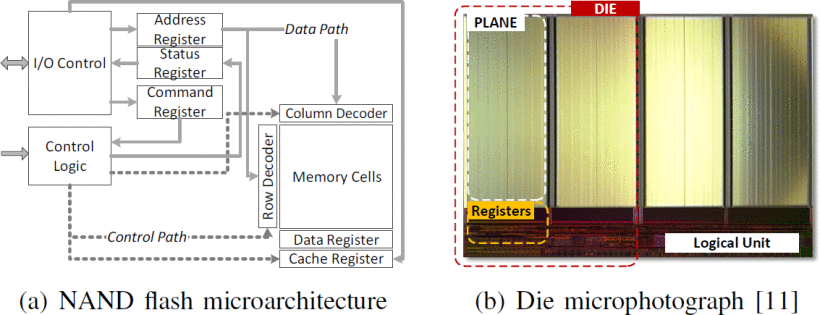 Address
Register
Data Path
I/O Control
Status
Register
Command
Register
Column Decoder
Control
Logic
Row Decoder
Memory Cells
Control Path
Data Register
Cache Register
(a) NAND flash microarchitecture
DIE
PLANE
Registers
Logical Unit
(b) Die microphotograph [11]